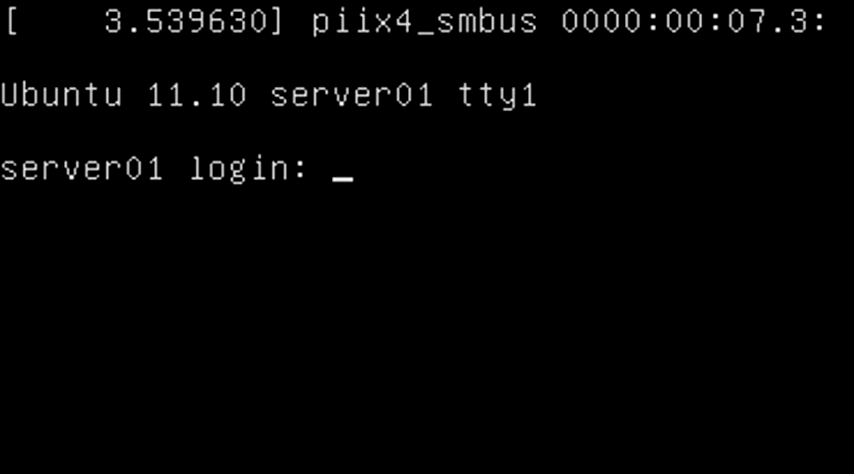 [    3.539630] piix4_smbus 0000:00:07.3:
Ubuntu 11.10 server01 tty1
server01 login: _